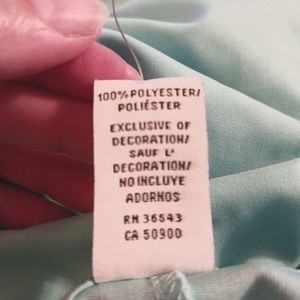 100% POLYESTER/
POLIÉSTER
EXCLUSIVE OF
DECORATION/
SAUF L'
DECORATION/
NO INCLUYE
ADORNOS
RN 36543
CA 50900